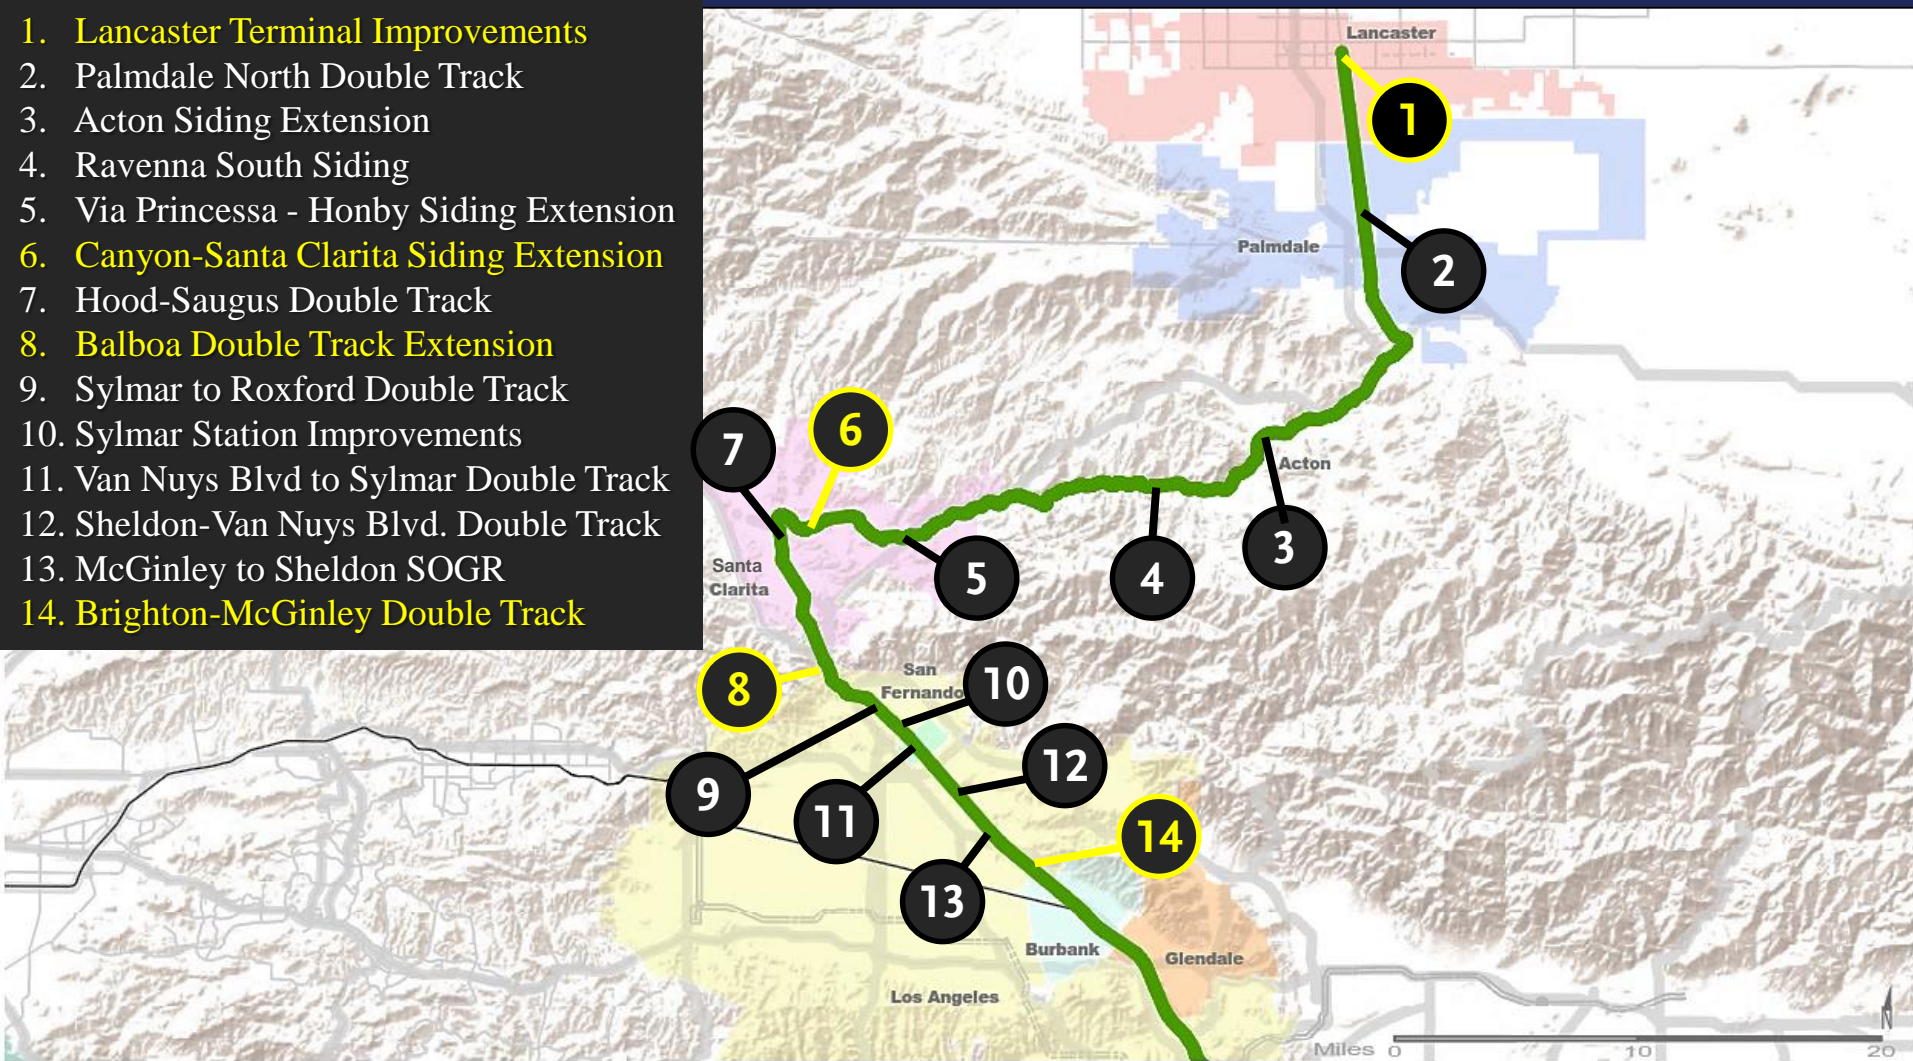 1. Lancaster Terminal Improvements
2. Palmdale North Double Track
3. Acton Siding Extension
4. Ravenna South Siding
5. Via Princessa - Honby Siding Extension
6. Canyon-Santa Clarita Siding Extension
7. Hood-Saugus Double Track
8. Balboa Double Track Extension
9. Sylmar to Roxford Double Track
10. Sylmar Station Improvements
11. Van Nuys Blvd to Sylmar Double Track
12. Sheldon-Van Nuys Blvd. Double Track
13. McGinley to Sheldon SOGR
14. Brighton-McGinley Double Track
Lancaster
1
Palmdale
2
7
6
Acton
3
Santa
Clarita
5
4
San
Fernando
10
8
9
11
12
14
13
Burbank
Glendale
Los Angeles
N
Miles 0 10 20